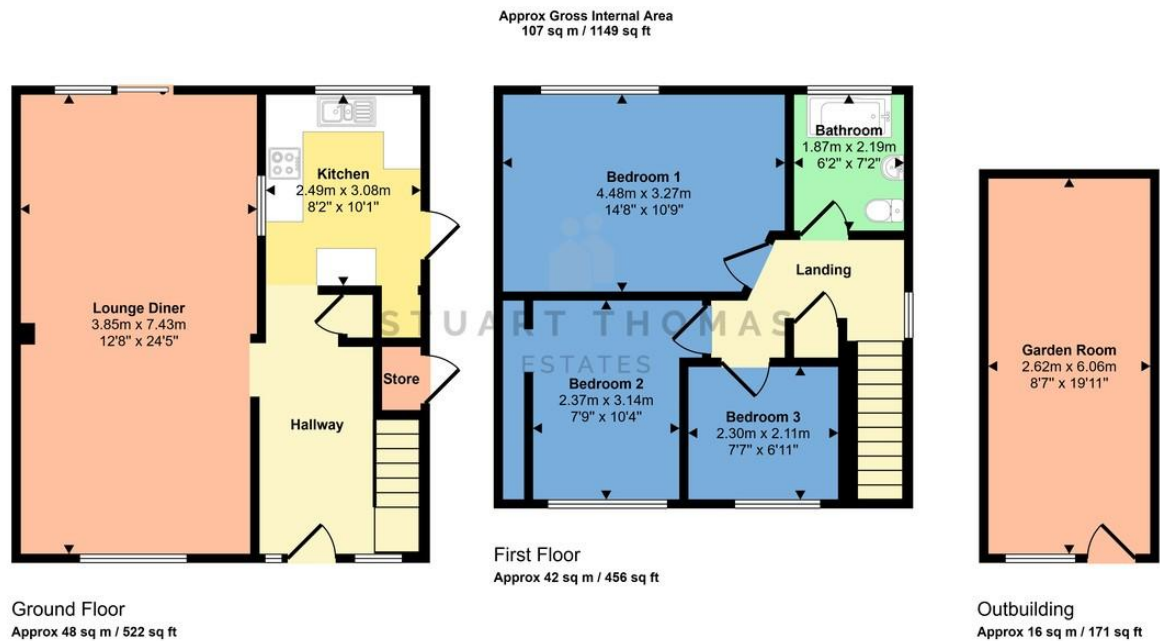 Approx Gross Internal Area
107 sq m / 1149 sq ft
Kitchen
2.49m x 3.08m
8'2" x 10'1"
Lounge Diner
3.85m x 7.43m
12'8" x 24'5"
Store
Hallway
Ground Floor
Approx 48 sq m / 522 sq ft
Bedroom 1
4.48m x 3.27m
14'8" x 10'9"
Bathroom
1.87m x 2.19m
6'2" x 7'2"
Landing
STUART THOMAS
ESTATES
Bedroom 2
2.37m x 3.14m
7'9" x 10'4"
Bedroom 3
2.30m x 2.11m
7'7" x 6'11"
First Floor
Approx 42 sq m / 456 sq ft
Garden Room
2.62m x 6.06m
8'7" x 19'11"
Outbuilding
Approx 16 sq m / 171 sq ft